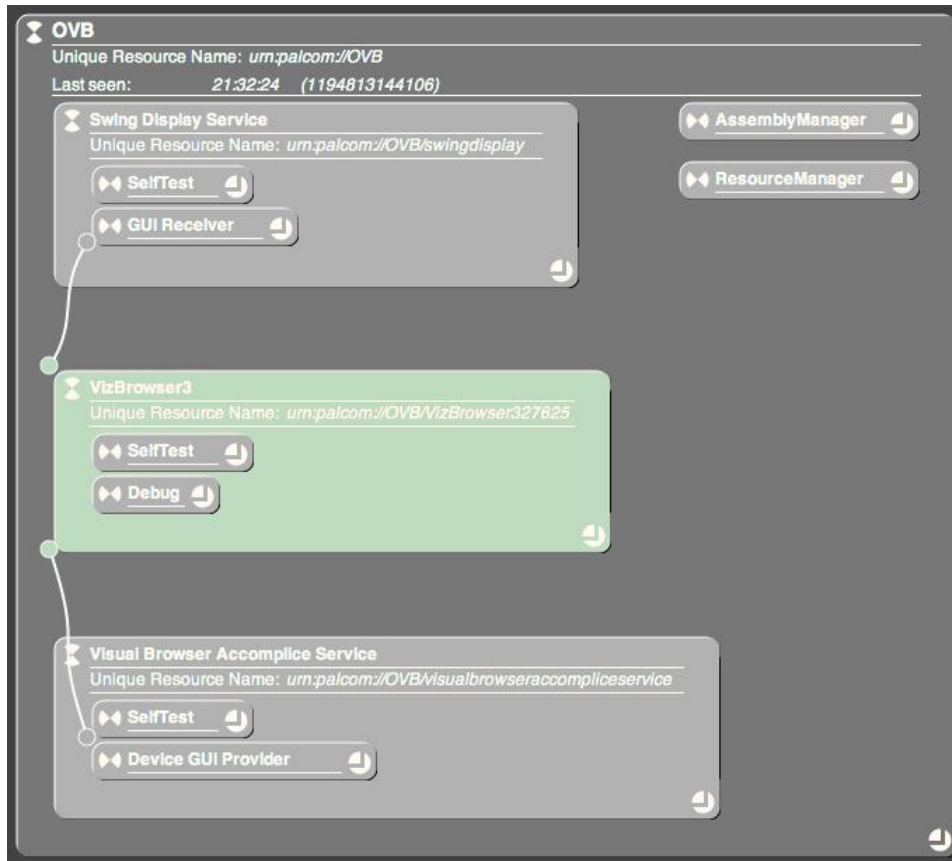 OVB
Unique Resource Name: urn:palcom://OVB
Last seen: 21:32:24 (1194813144106)
Swing Display Service
Unique Resource Name: urn:palcom://OVB/swingdisplay
SelfTest
GUI Receiver
AssemblyManager
ResourceManager
VizBrowser3
Unique Resource Name: urn:palcom://OVB/VizBrowser327625
SelfTest
Debug
Visual Browser Accomplice Service
Unique Resource Name: urn:palcom://OVB/visualbrowseraccompliceservice
SelfTest
Device GUI Provider